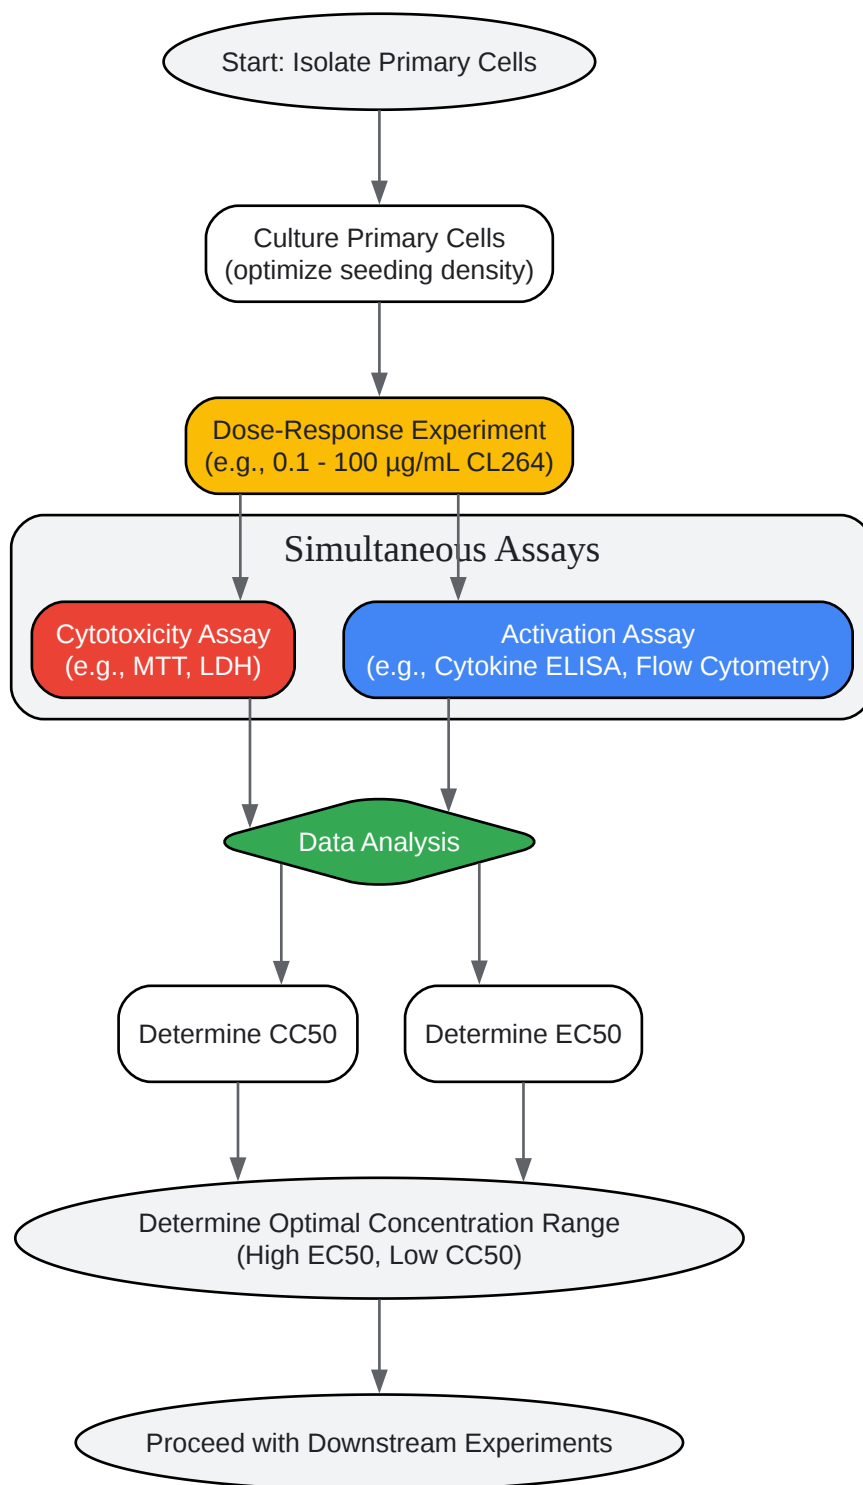 Start: Isolate Primary Cells
Culture Primary Cells
(optimize seeding density)
Dose-Response Experiment
(e.g., 0.1 - 100 µg/mL CL264)
Simultaneous Assays
Cytotoxicity Assay
(e.g., MTT, LDH)
Activation Assay
(e.g., Cytokine ELISA, Flow Cytometry)
Data Analysis
Determine CC50
Determine EC50
Determine Optimal Concentration Range
(High EC50, Low CC50)
Proceed with Downstream Experiments